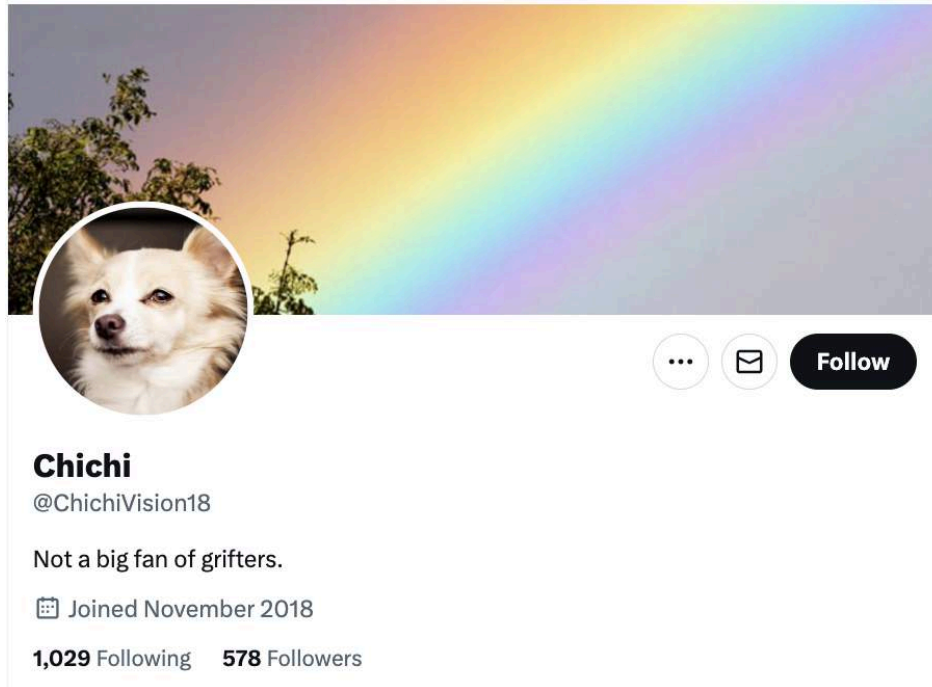 Follow
Chichi
@ChichiVision18
Not a big fan of grifters.
Joined November 2018
1,029 Following 578 Followers